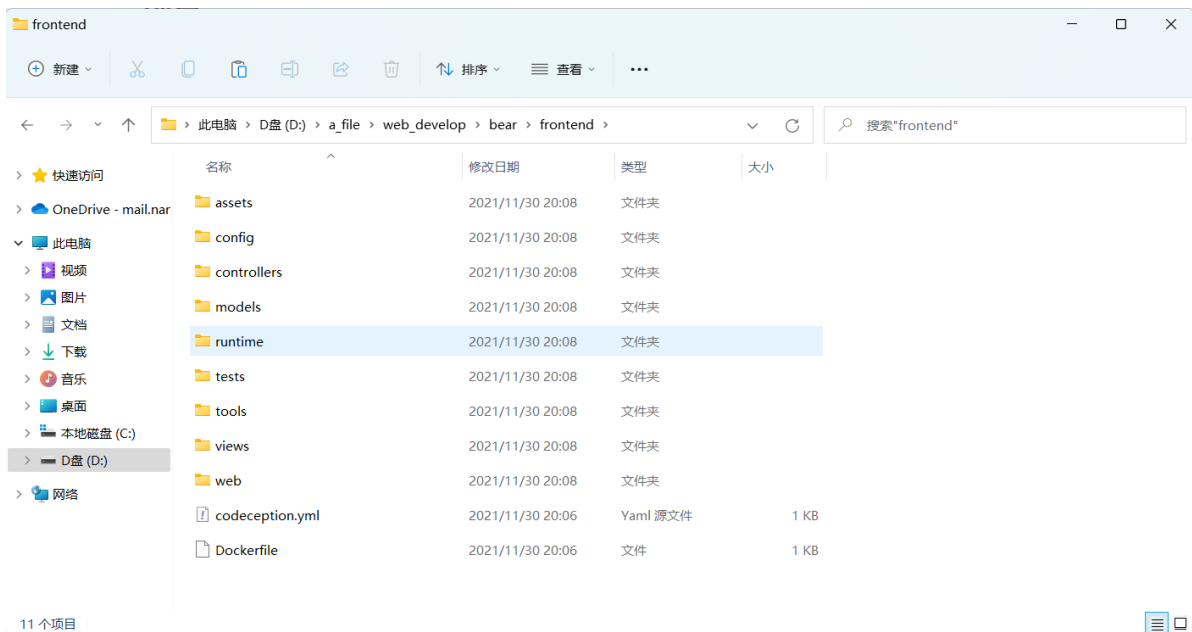 frontend
新建 排序 查看
此电脑 D盘 (D:) a_file web_develop bear frontend 搜索"frontend"
名称 修改日期 类型 大小
快速访问
OneDrive - mail.nar
此电脑
视频
图片
文档
下载
音乐
桌面
本地磁盘 (C:)
D盘 (D:)
网络
assets 2021/11/30 20:08 文件夹
config 2021/11/30 20:08 文件夹
controllers 2021/11/30 20:08 文件夹
models 2021/11/30 20:08 文件夹
runtime 2021/11/30 20:08 文件夹
tests 2021/11/30 20:08 文件夹
tools 2021/11/30 20:08 文件夹
views 2021/11/30 20:08 文件夹
web 2021/11/30 20:08 文件夹
codeception.yml 2021/11/30 20:06 Yaml 源文件 1 KB
Dockerfile 2021/11/30 20:06 文件 1 KB
11 个项目